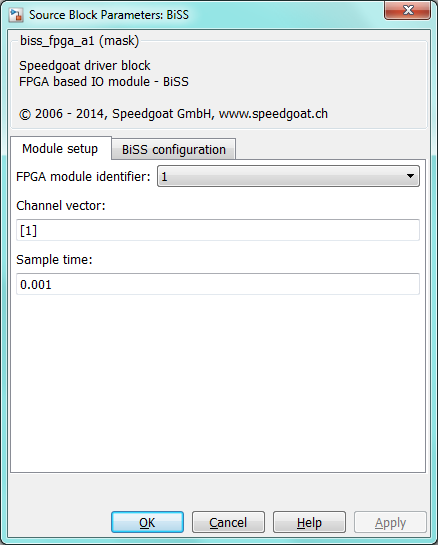 Source Block Parameters: BiSS
biss_fpga_a1 (mask)
Speedgoat driver block
FPGA based IO module - BiSS
© 2006 - 2014, Speedgoat GmbH, www.speedgoat.ch
Module setup BiSS configuration
FPGA module identifier: 1
Channel vector:
[1]
Sample time:
0.001
OK Cancel Help Apply